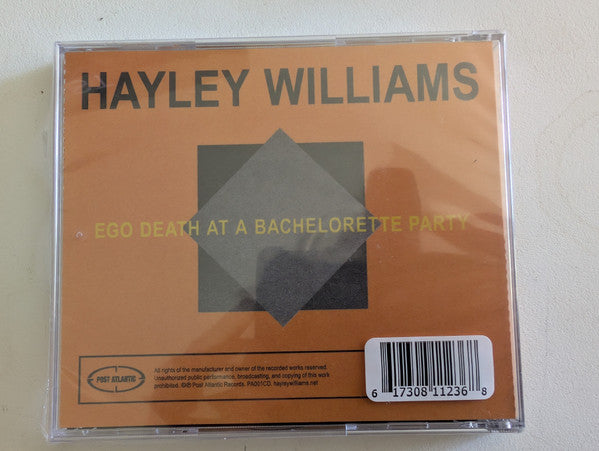 HAYLEY WILLIAMS
EGO DEATH AT A BACHELORETTE PARTY
POST ATLANTIC
All rights of the manufacturer and owner of the recorded works reserved.
Unauthorized public performance, broadcasting, and copying of this work
prohibited. ©℗ Post Atlantic Records. PA001CD. hayleywilliams.net
6 17308 11236 8